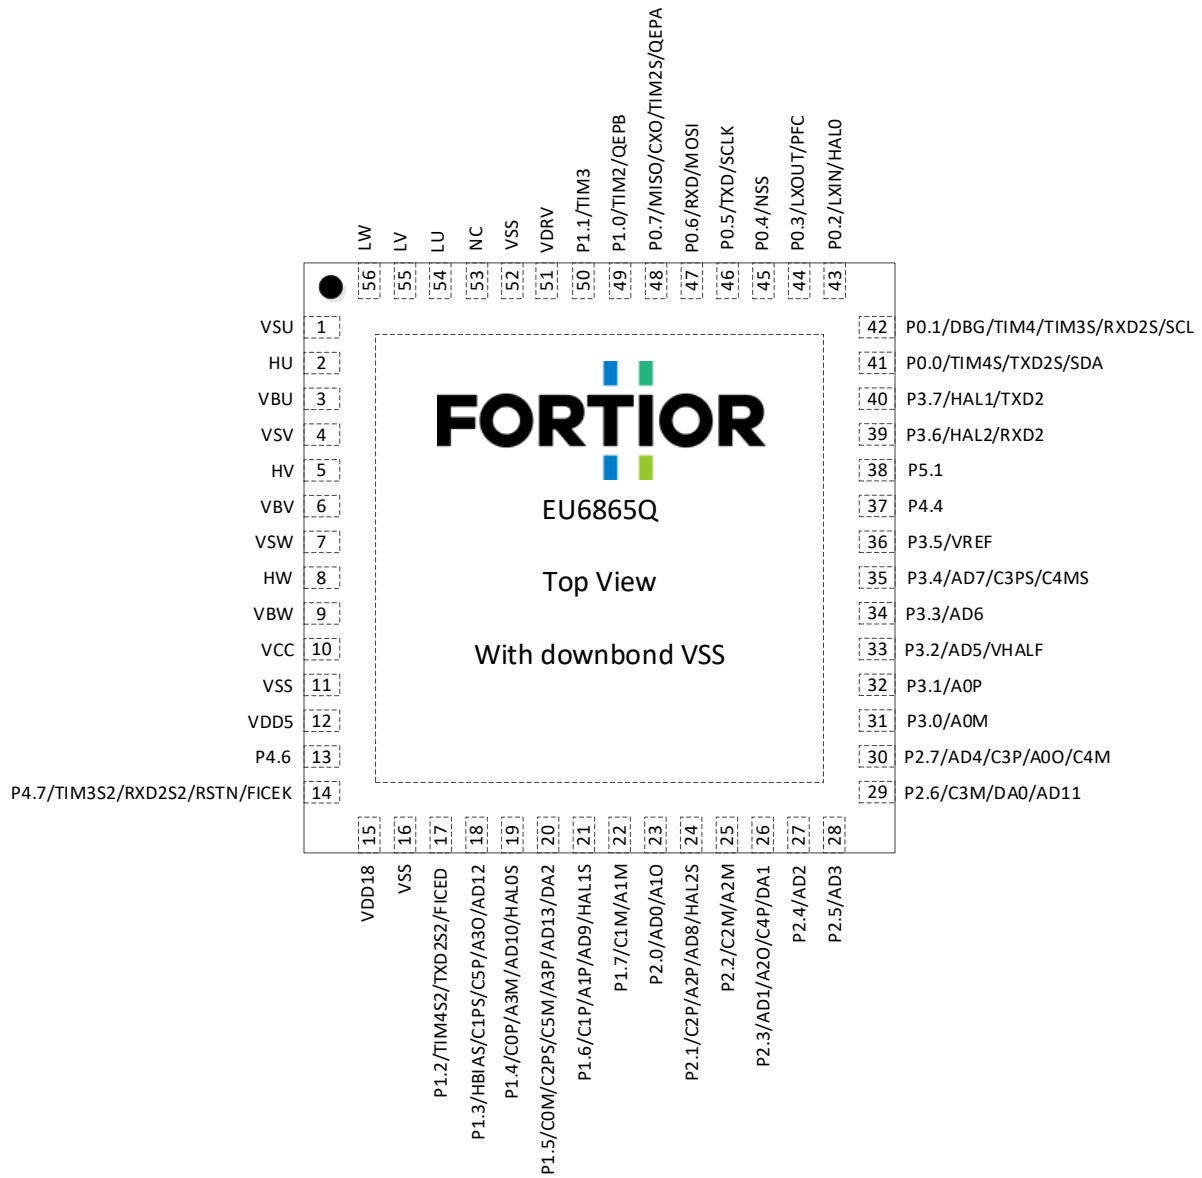 P0.7/MISO/CXO/TIM2S/QEPA
P1.0/TIM2/QEPB
P0.6/RXD/MOSI
P0.5/TXD/SCLK
P0.3/LXOUT/PFC
P0.2/LXIN/HAL0
P1.1/TIM3
P0.4/NSS
LW
LV
LU
NC
VSS
VDRV
56
55
54
53
52
51
50
49
48
47
46
45
44
43
VSU 1
HU 2
VBU 3
VSV 4
HV 5
VBV 6
VSW 7
HW 8
VBW 9
VCC 10
VSS 11
VDD5 12
P4.6 13
P4.7/TIM3S2/RXD2S2/RSTN/FICEK 14
FORTIOR
EU6865Q
Top View
With downbond VSS
42 P0.1/DBG/TIM4/TIM3S/RXD2S/SCL
41 P0.0/TIM4S/TXD2S/SDA
40 P3.7/HAL1/TXD2
39 P3.6/HAL2/RXD2
38 P5.1
37 P4.4
36 P3.5/VREF
35 P3.4/AD7/C3PS/C4MS
34 P3.3/AD6
33 P3.2/AD5/VHALF
32 P3.1/A0P
31 P3.0/A0M
30 P2.7/AD4/C3P/A0O/C4M
29 P2.6/C3M/DA0/AD11
15
16
17
18
19
20
21
22
23
24
25
26
27
28
VDD18
VSS
P1.2/TIM4S2/TXD2S2/FICED
P1.3/HBIAS/C1PS/C5P/A3O/AD12
P1.4/C0P/A3M/AD10/HAL0S
P1.5/C0M/C2PS/C5M/A3P/AD13/DA2
P1.6/C1P/A1P/AD9/HAL1S
P1.7/C1M/A1M
P2.0/AD0/A1O
P2.1/C2P/A2P/AD8/HAL2S
P2.2/C2M/A2M
P2.3/AD1/A2O/C4P/DA1
P2.4/AD2
P2.5/AD3